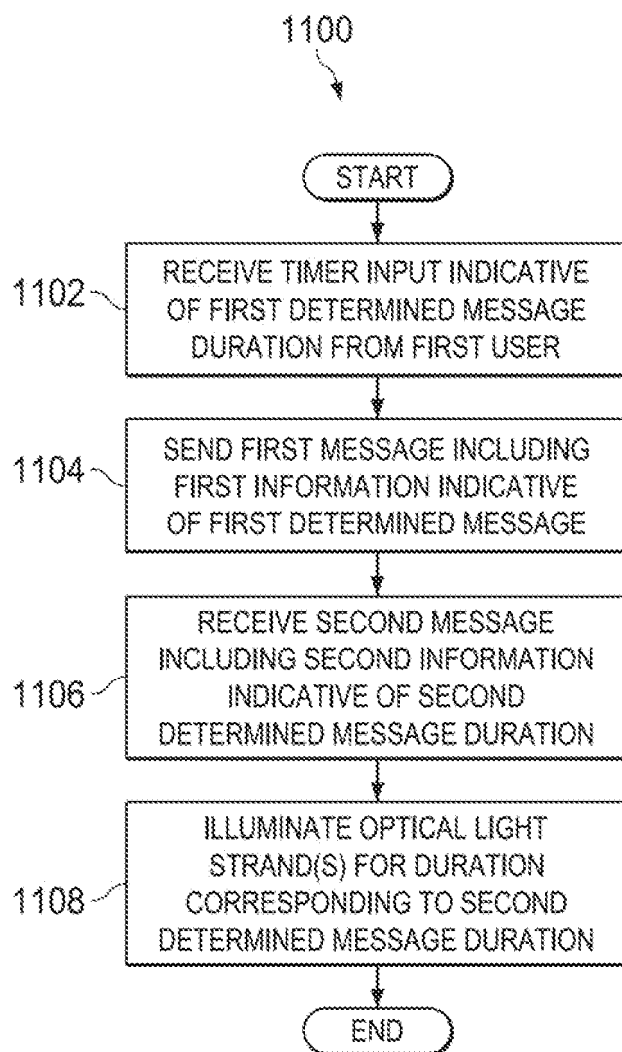 1100
START
1102
RECEIVE TIMER INPUT INDICATIVE
OF FIRST DETERMINED MESSAGE
DURATION FROM FIRST USER
1104
SEND FIRST MESSAGE INCLUDING
FIRST INFORMATION INDICATIVE
OF FIRST DETERMINED MESSAGE
1106
RECEIVE SECOND MESSAGE
INCLUDING SECOND INFORMATION
INDICATIVE OF SECOND
DETERMINED MESSAGE DURATION
1108
ILLUMINATE OPTICAL LIGHT
STRAND(S) FOR DURATION
CORRESPONDING TO SECOND
DETERMINED MESSAGE DURATION
END